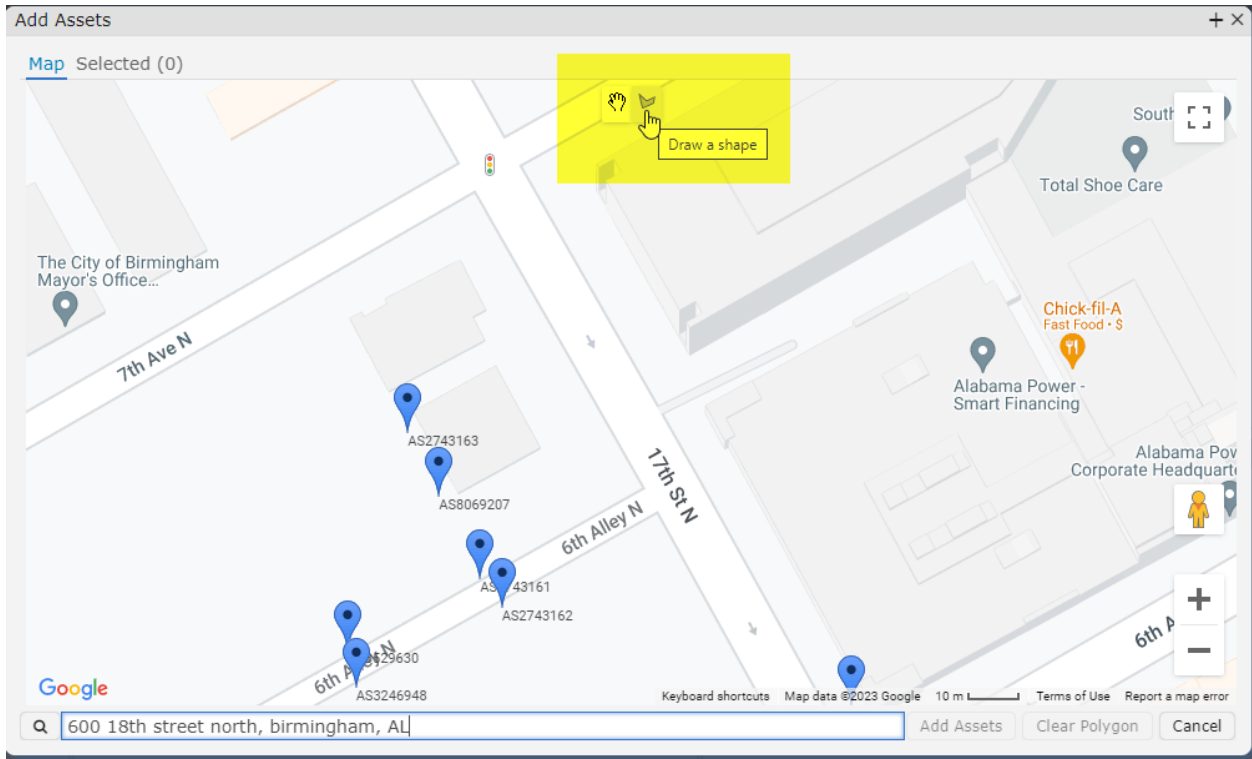 Add Assets
Map Selected (0)
Draw a shape
South
Total Shoe Care
The City of Birmingham
Mayor's Office...
Chick-fil-A
Fast Food • $
7th Ave N
Alabama Power -
Smart Financing
AS2743163
17th St N
Alabama Pow
Corporate Headquart
AS8069207
6th Alley N
AS2743162
6th A
AS3246948
Google
Keyboard shortcuts Map data ©2023 Google 10 m Terms of Use Report a map error
600 18th street north, birmingham, AL
Add Assets Clear Polygon Cancel